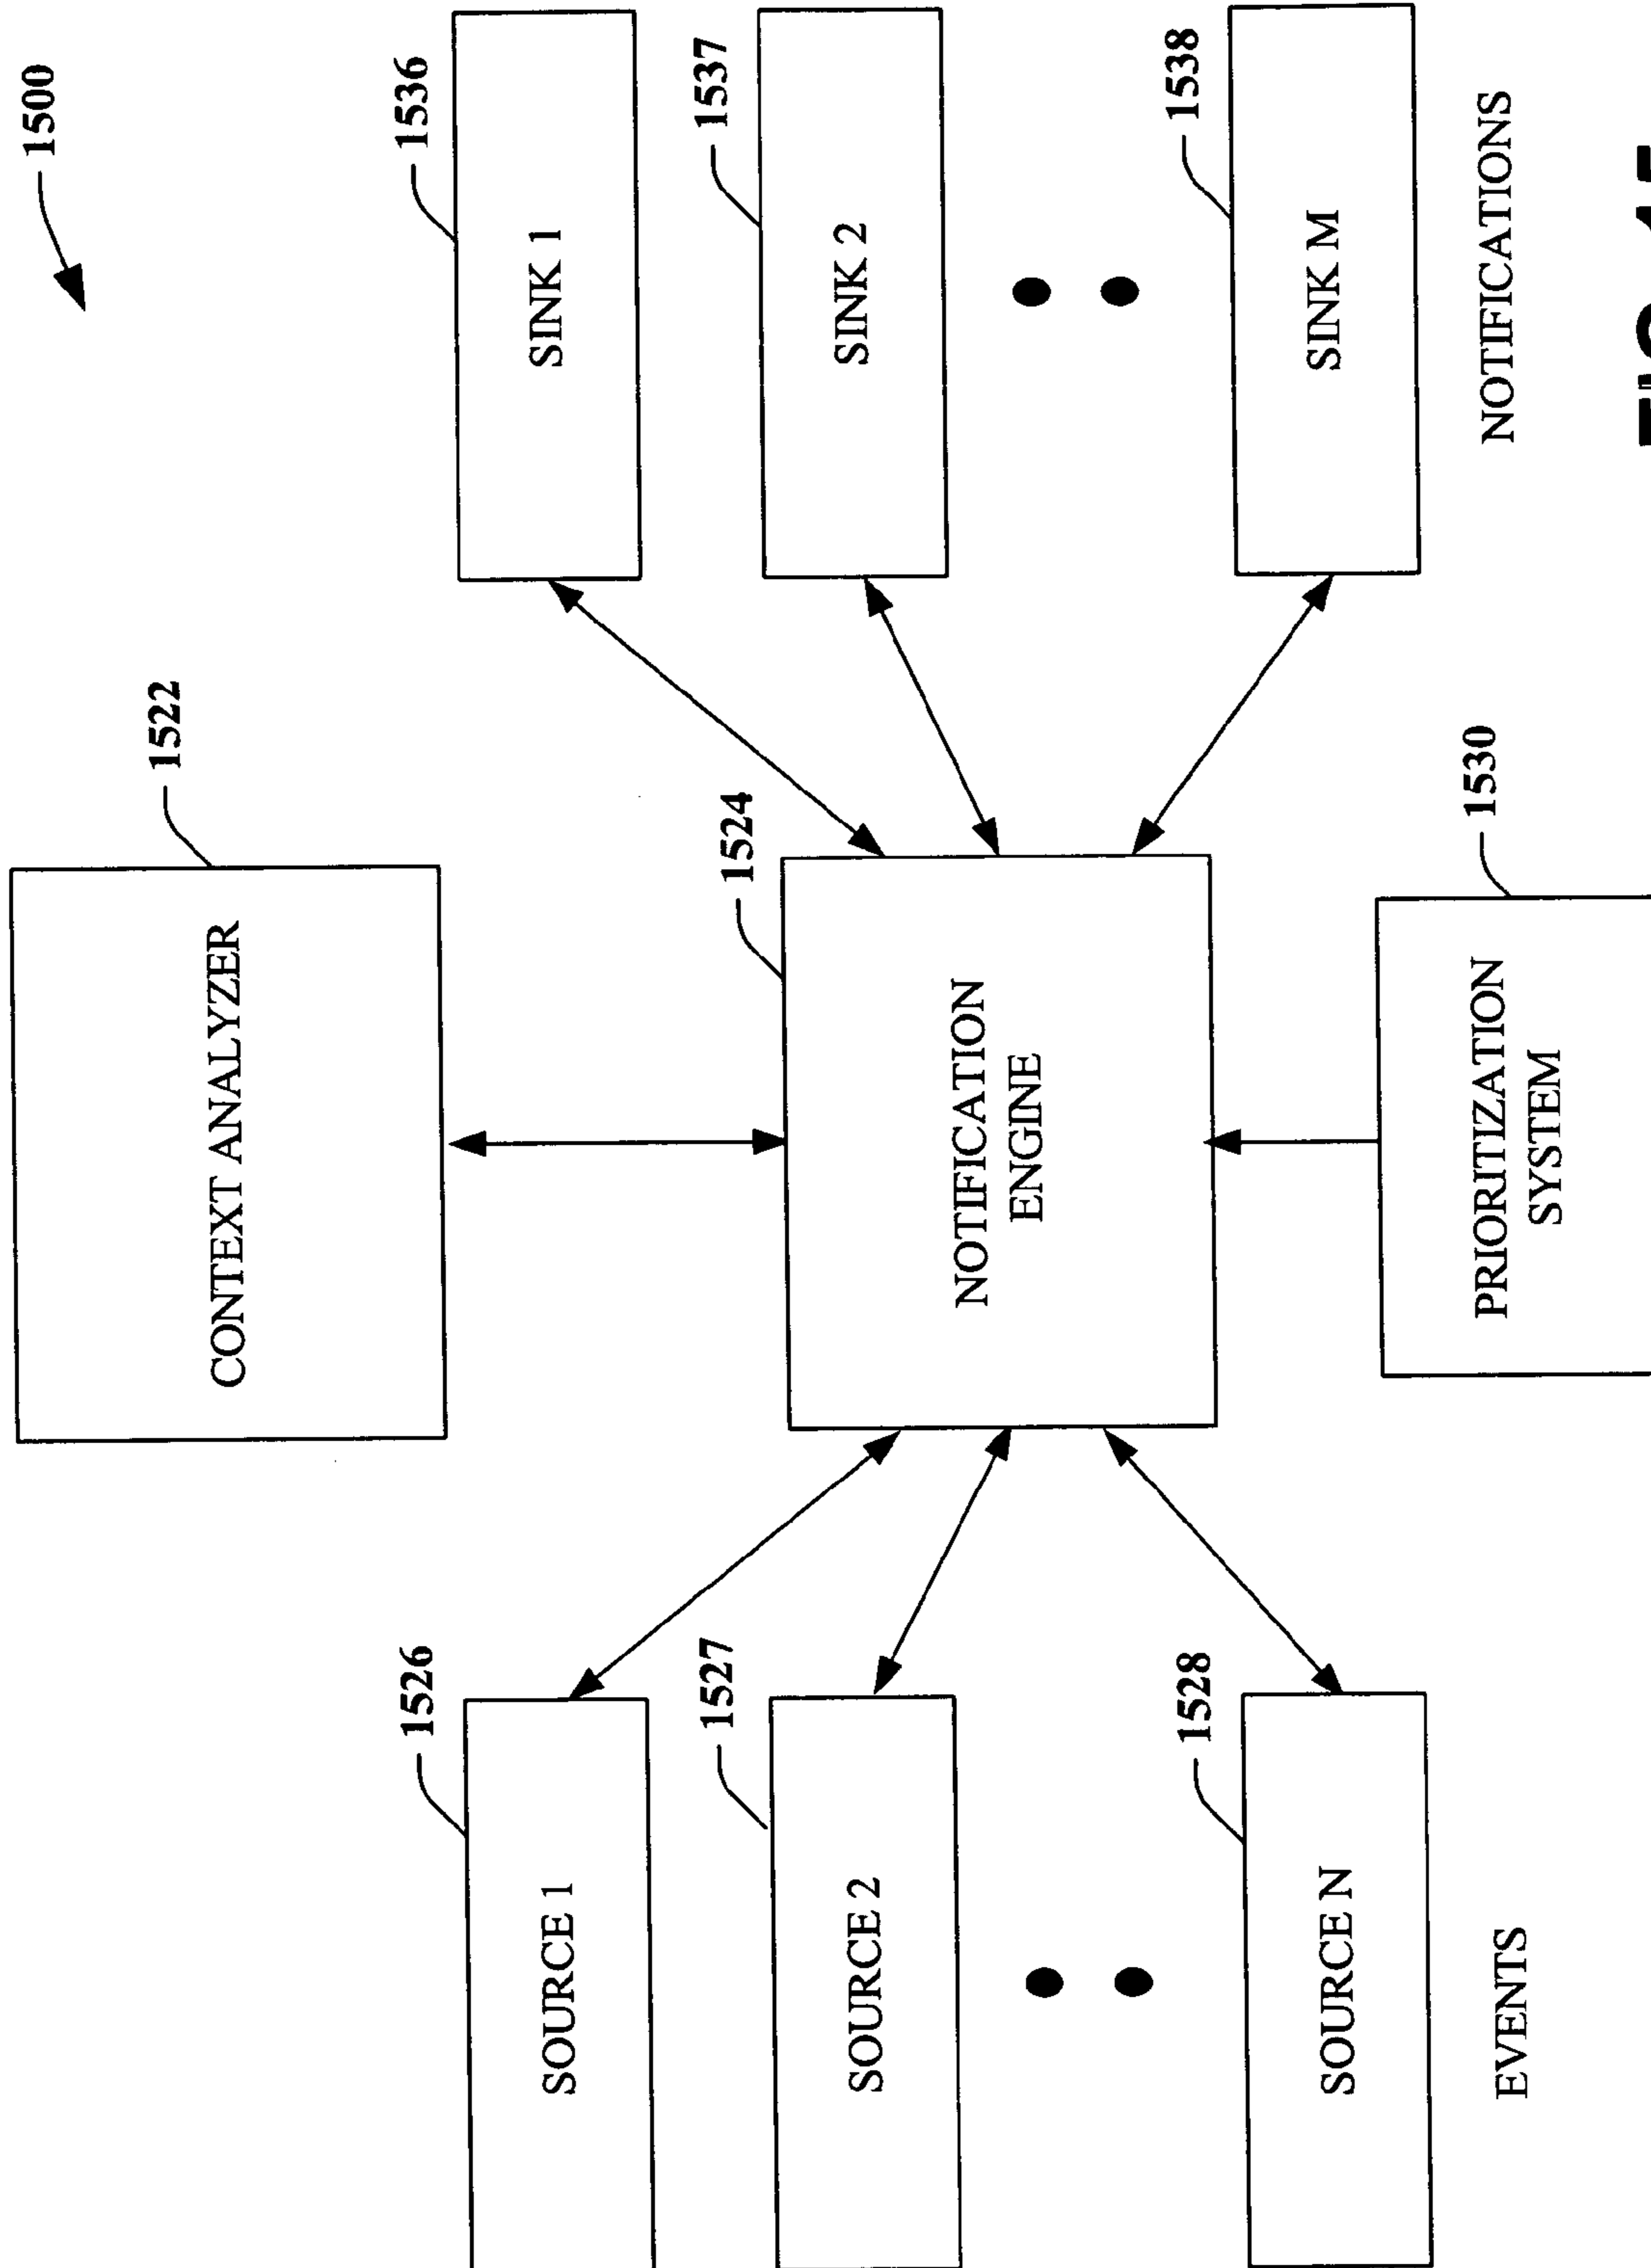 1500
CONTEXT ANALYZER
1522
1526
SOURCE 1
1527
SOURCE 2
1528
SOURCE N
EVENTS
1524
NOTIFICATION
ENGINE
1530
PRIORITIZATION
SYSTEM
1536
SINK 1
1537
SINK 2
1538
SINK M
NOTIFICATIONS